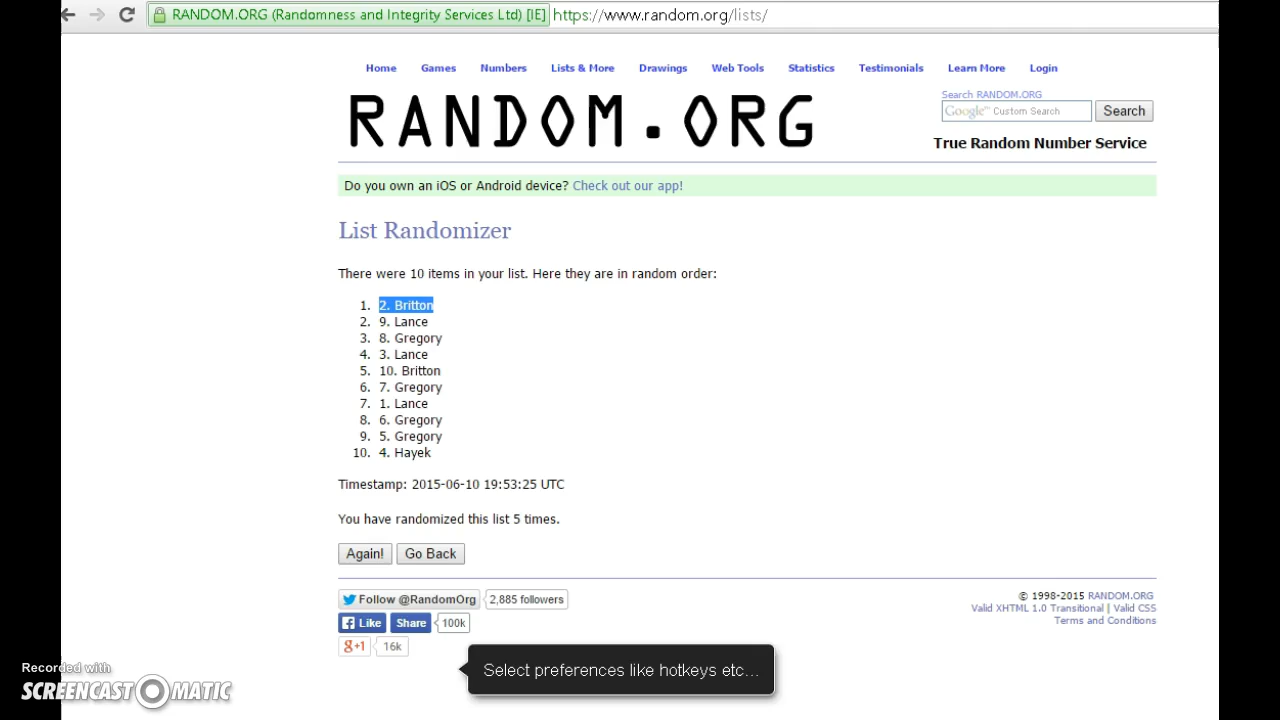 RANDOM.ORG (Randomness and Integrity Services Ltd) [IE] https://www.random.org/lists/
Home Games Numbers Lists & More Drawings Web Tools Statistics Testimonials Learn More Login
RANDOM.ORG
Search RANDOM.ORG
Google™ Custom Search Search
True Random Number Service
Do you own an iOS or Android device? Check out our app!
List Randomizer
There were 10 items in your list. Here they are in random order:
1. 2. Britton
2. 9. Lance
3. 8. Gregory
4. 3. Lance
5. 10. Britton
6. 7. Gregory
7. 1. Lance
8. 6. Gregory
9. 5. Gregory
10. 4. Hayek
Timestamp: 2015-06-10 19:53:25 UTC
You have randomized this list 5 times.
Again! Go Back
Follow @RandomOrg 2,885 followers
Like Share 100k
g+1 16k
© 1998-2015 RANDOM.ORG
Valid XHTML 1.0 Transitional | Valid CSS
Terms and Conditions
Select preferences like hotkeys etc...
Recorded with
SCREENCAST O MATIC